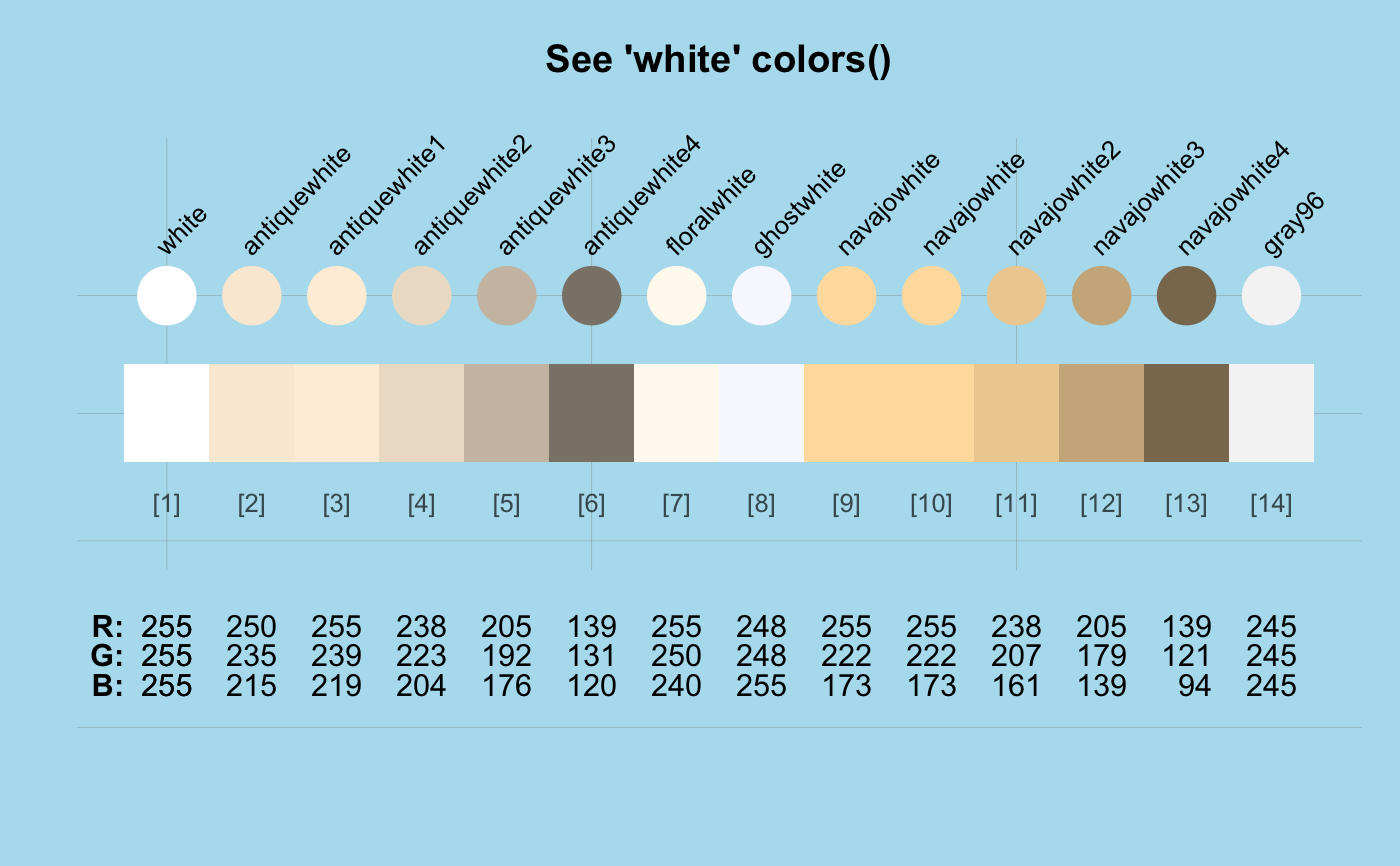 See 'white' colors()
white antiquewhite antiquewhite1 antiquewhite2 antiquewhite3 antiquewhite4 floralwhite ghostwhite navajowhite navajowhite navajowhite2 navajowhite3 navajowhite4 gray96
[1] [2] [3] [4] [5] [6] [7] [8] [9] [10] [11] [12] [13] [14]
R: 255 250 255 238 205 139 255 248 255 255 238 205 139 245
G: 255 235 239 223 192 131 250 248 222 222 207 179 121 245
B: 255 215 219 204 176 120 240 255 173 173 161 139 94 245